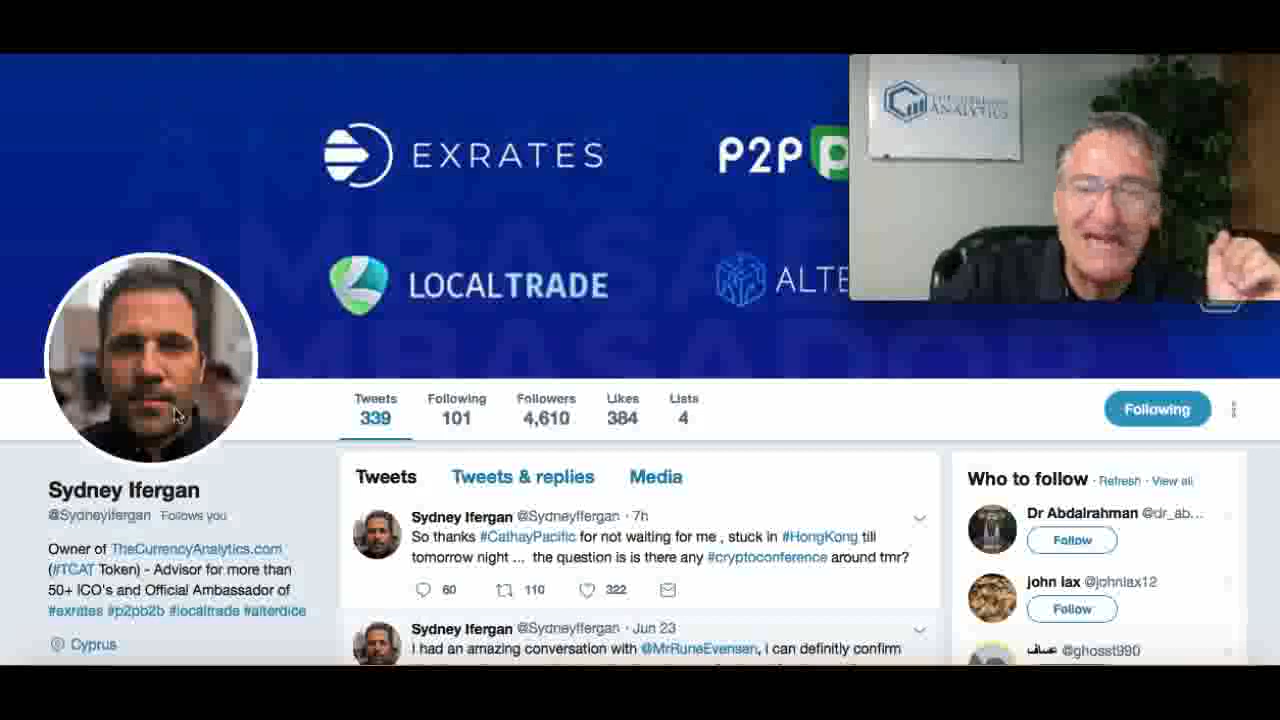 EXRATES
P2P
LOCALTRADE
ALTE
ANALYTICS
AMBASSADOR
Tweets Following Followers Likes Lists
339 101 4,610 384 4
Following
Sydney Ifergan
@SydneyIfergan Follows you
Owner of TheCurrencyAnalytics.com
(#TCAT Token) - Advisor for more than
50+ ICO's and Official Ambassador of
#exrates #p2pb2b #localtrade #alterdice
Cyprus
Tweets Tweets & replies Media
Sydney Ifergan @SydneyIfergan · 7h
So thanks #CathayPacific for not waiting for me , stuck in #HongKong till
tomorrow night ... the question is is there any #cryptoconference around tmr?
60 110 322
Sydney Ifergan @SydneyIfergan · Jun 23
I had an amazing conversation with @MrRuneEvensen, I can definitly confirm
Who to follow · Refresh · View all
Dr Abdalrahman @dr_ab...
Follow
john lax @johnlax12
Follow
عساف @ghosst990